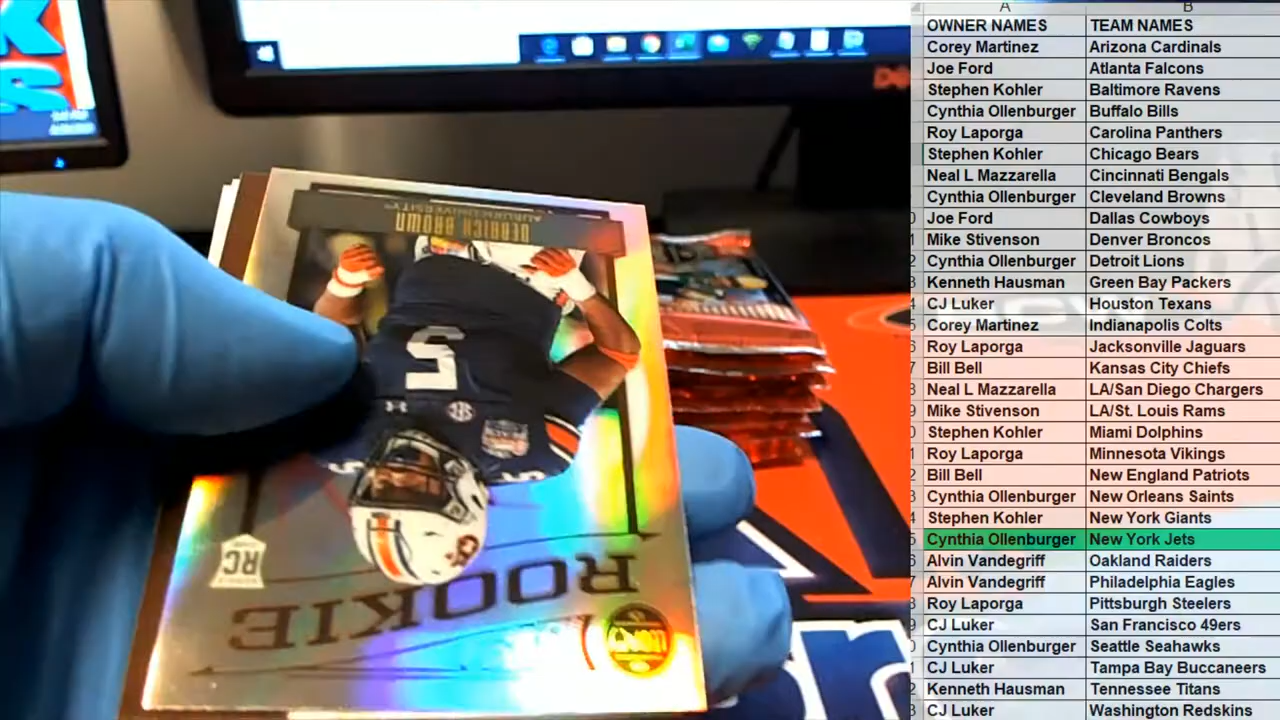 A B
OWNER NAMES TEAM NAMES
Corey Martinez Arizona Cardinals
Joe Ford Atlanta Falcons
Stephen Kohler Baltimore Ravens
Cynthia Ollenburger Buffalo Bills
Roy Laporga Carolina Panthers
Stephen Kohler Chicago Bears
Neal L Mazzarella Cincinnati Bengals
Cynthia Ollenburger Cleveland Browns
Joe Ford Dallas Cowboys
Mike Stivenson Denver Broncos
Cynthia Ollenburger Detroit Lions
Kenneth Hausman Green Bay Packers
CJ Luker Houston Texans
Corey Martinez Indianapolis Colts
Roy Laporga Jacksonville Jaguars
Bill Bell Kansas City Chiefs
Neal L Mazzarella LA/San Diego Chargers
Mike Stivenson LA/St. Louis Rams
Stephen Kohler Miami Dolphins
Roy Laporga Minnesota Vikings
Bill Bell New England Patriots
Cynthia Ollenburger New Orleans Saints
Stephen Kohler New York Giants
Cynthia Ollenburger New York Jets
Alvin Vandegriff Oakland Raiders
Alvin Vandegriff Philadelphia Eagles
Roy Laporga Pittsburgh Steelers
CJ Luker San Francisco 49ers
Cynthia Ollenburger Seattle Seahawks
CJ Luker Tampa Bay Buccaneers
Kenneth Hausman Tennessee Titans
CJ Luker Washington Redskins
AUBURN UNIVERSITY
DERRICK BROWN
5
SEC
RC
ROOKIE